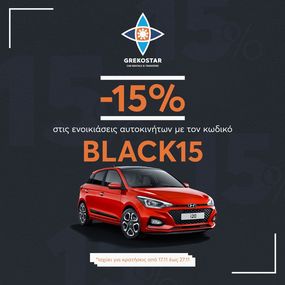 GREKOSTAR
CAR RENTALS & TRANSFERS
-15%
στις ενοικιάσεις αυτοκινήτων με τον κωδικό
BLACK15
i20
*Ισχύει για κρατήσεις από 17.11 έως 27.11